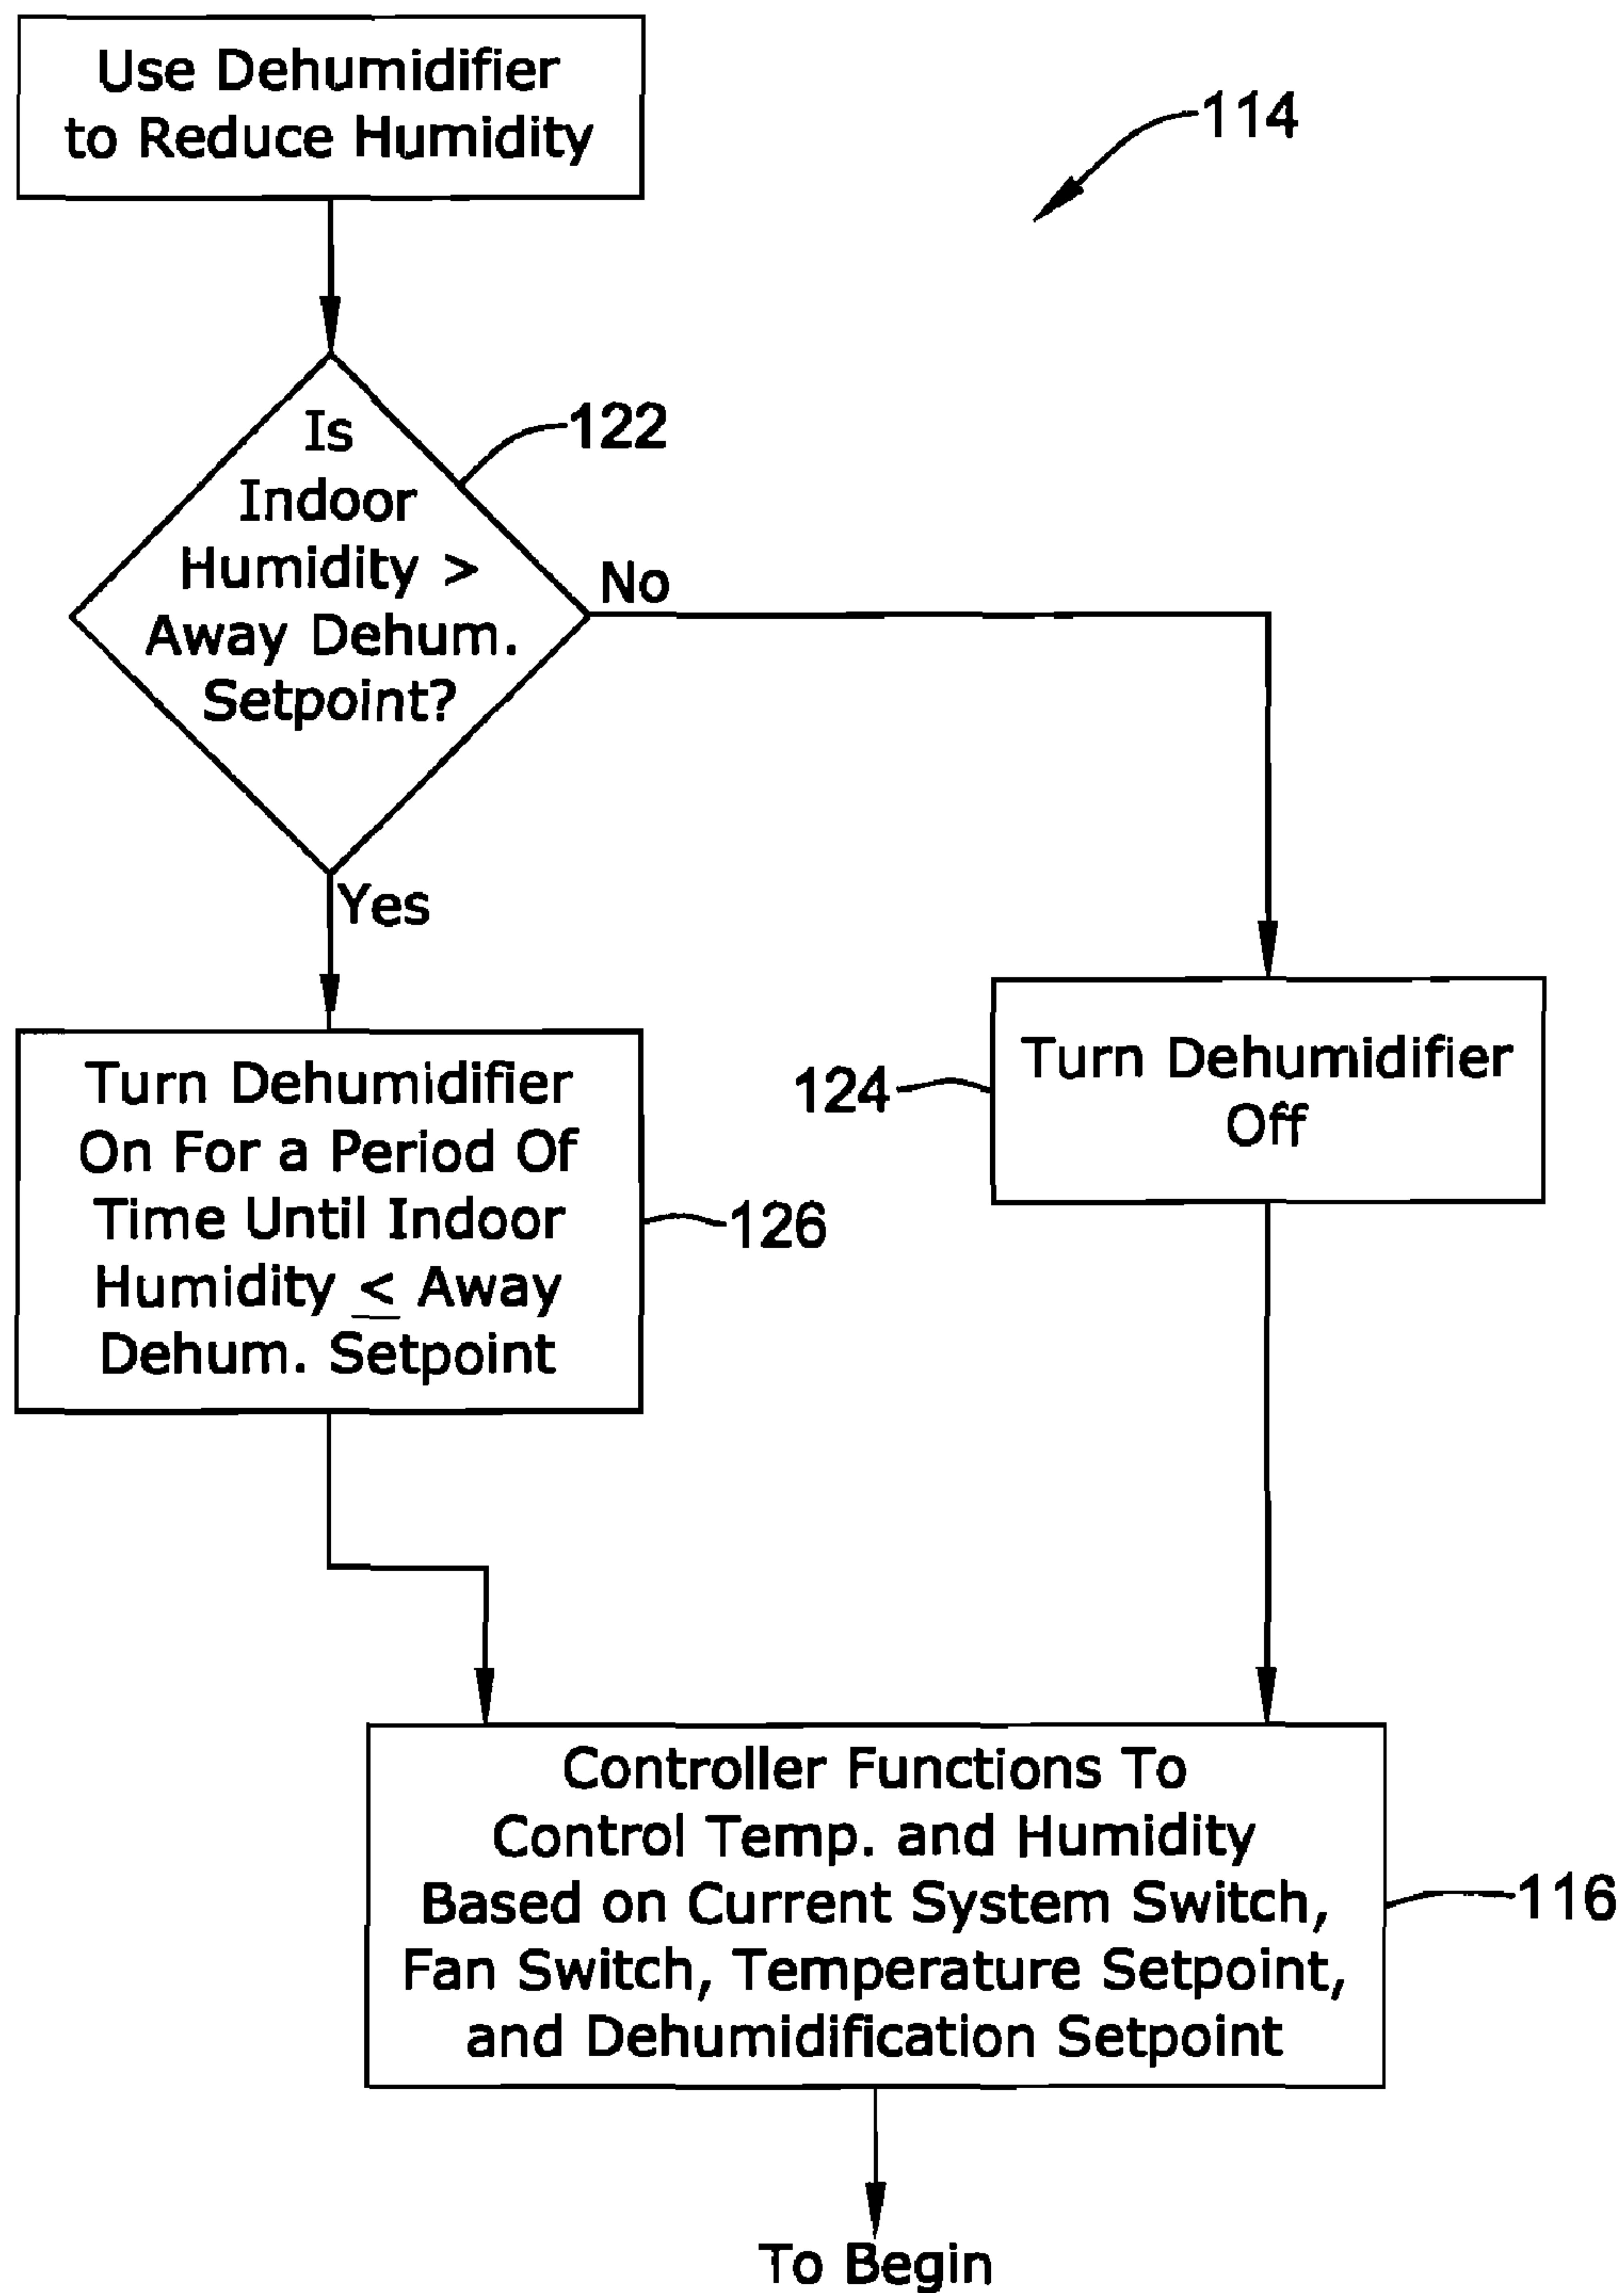 Use Dehumidifier
to Reduce Humidity
114
Is
Indoor
Humidity >
Away Dehum.
Setpoint?
122
No
Yes
Turn Dehumidifier
On For a Period Of
Time Until Indoor
Humidity ≤ Away
Dehum. Setpoint
126
124
Turn Dehumidifier
Off
Controller Functions To
Control Temp. and Humidity
Based on Current System Switch,
Fan Switch, Temperature Setpoint,
and Dehumidification Setpoint
116
To Begin